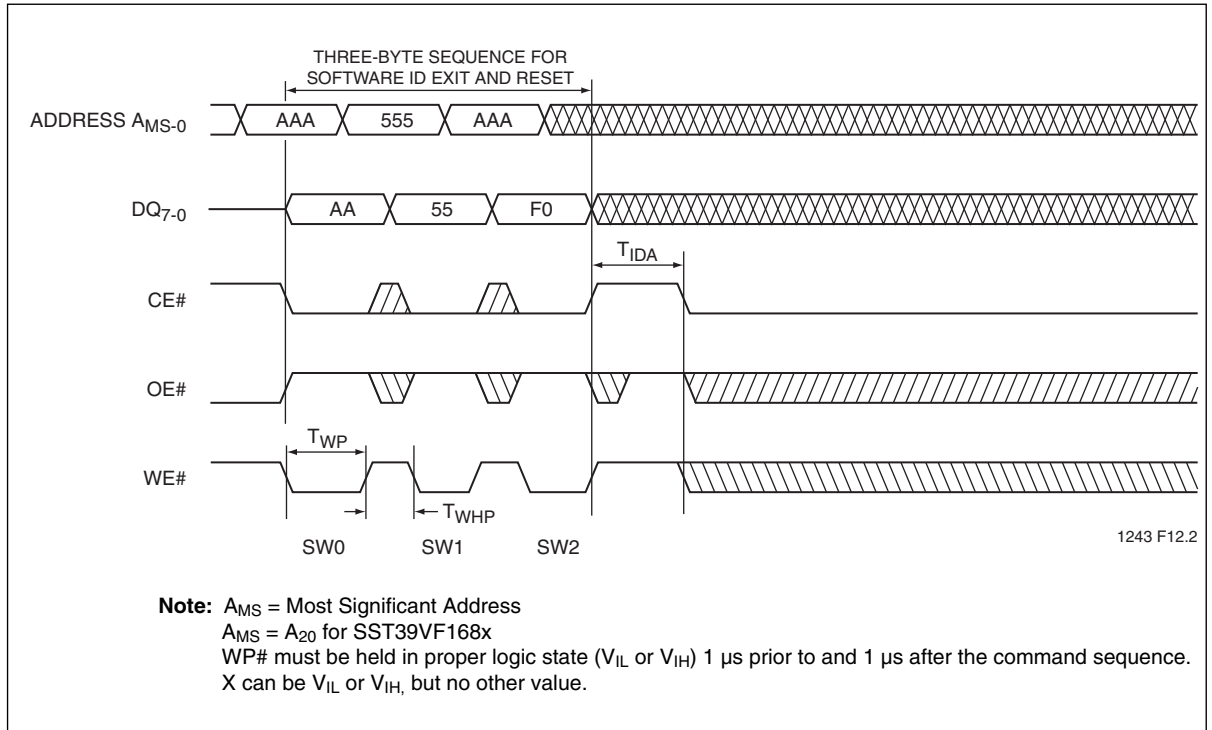 THREE-BYTE SEQUENCE FOR
SOFTWARE ID EXIT AND RESET
ADDRESS AMS-0
AAA 555 AAA
DQ7-0
AA 55 F0
TIDA
CE#
OE#
TWP
WE#
TWHP
SW0 SW1 SW2
1243 F12.2
Note: AMS = Most Significant Address
AMS = A20 for SST39VF168x
WP# must be held in proper logic state (VIL or VIH) 1 µs prior to and 1 µs after the command sequence.
X can be VIL or VIH, but no other value.